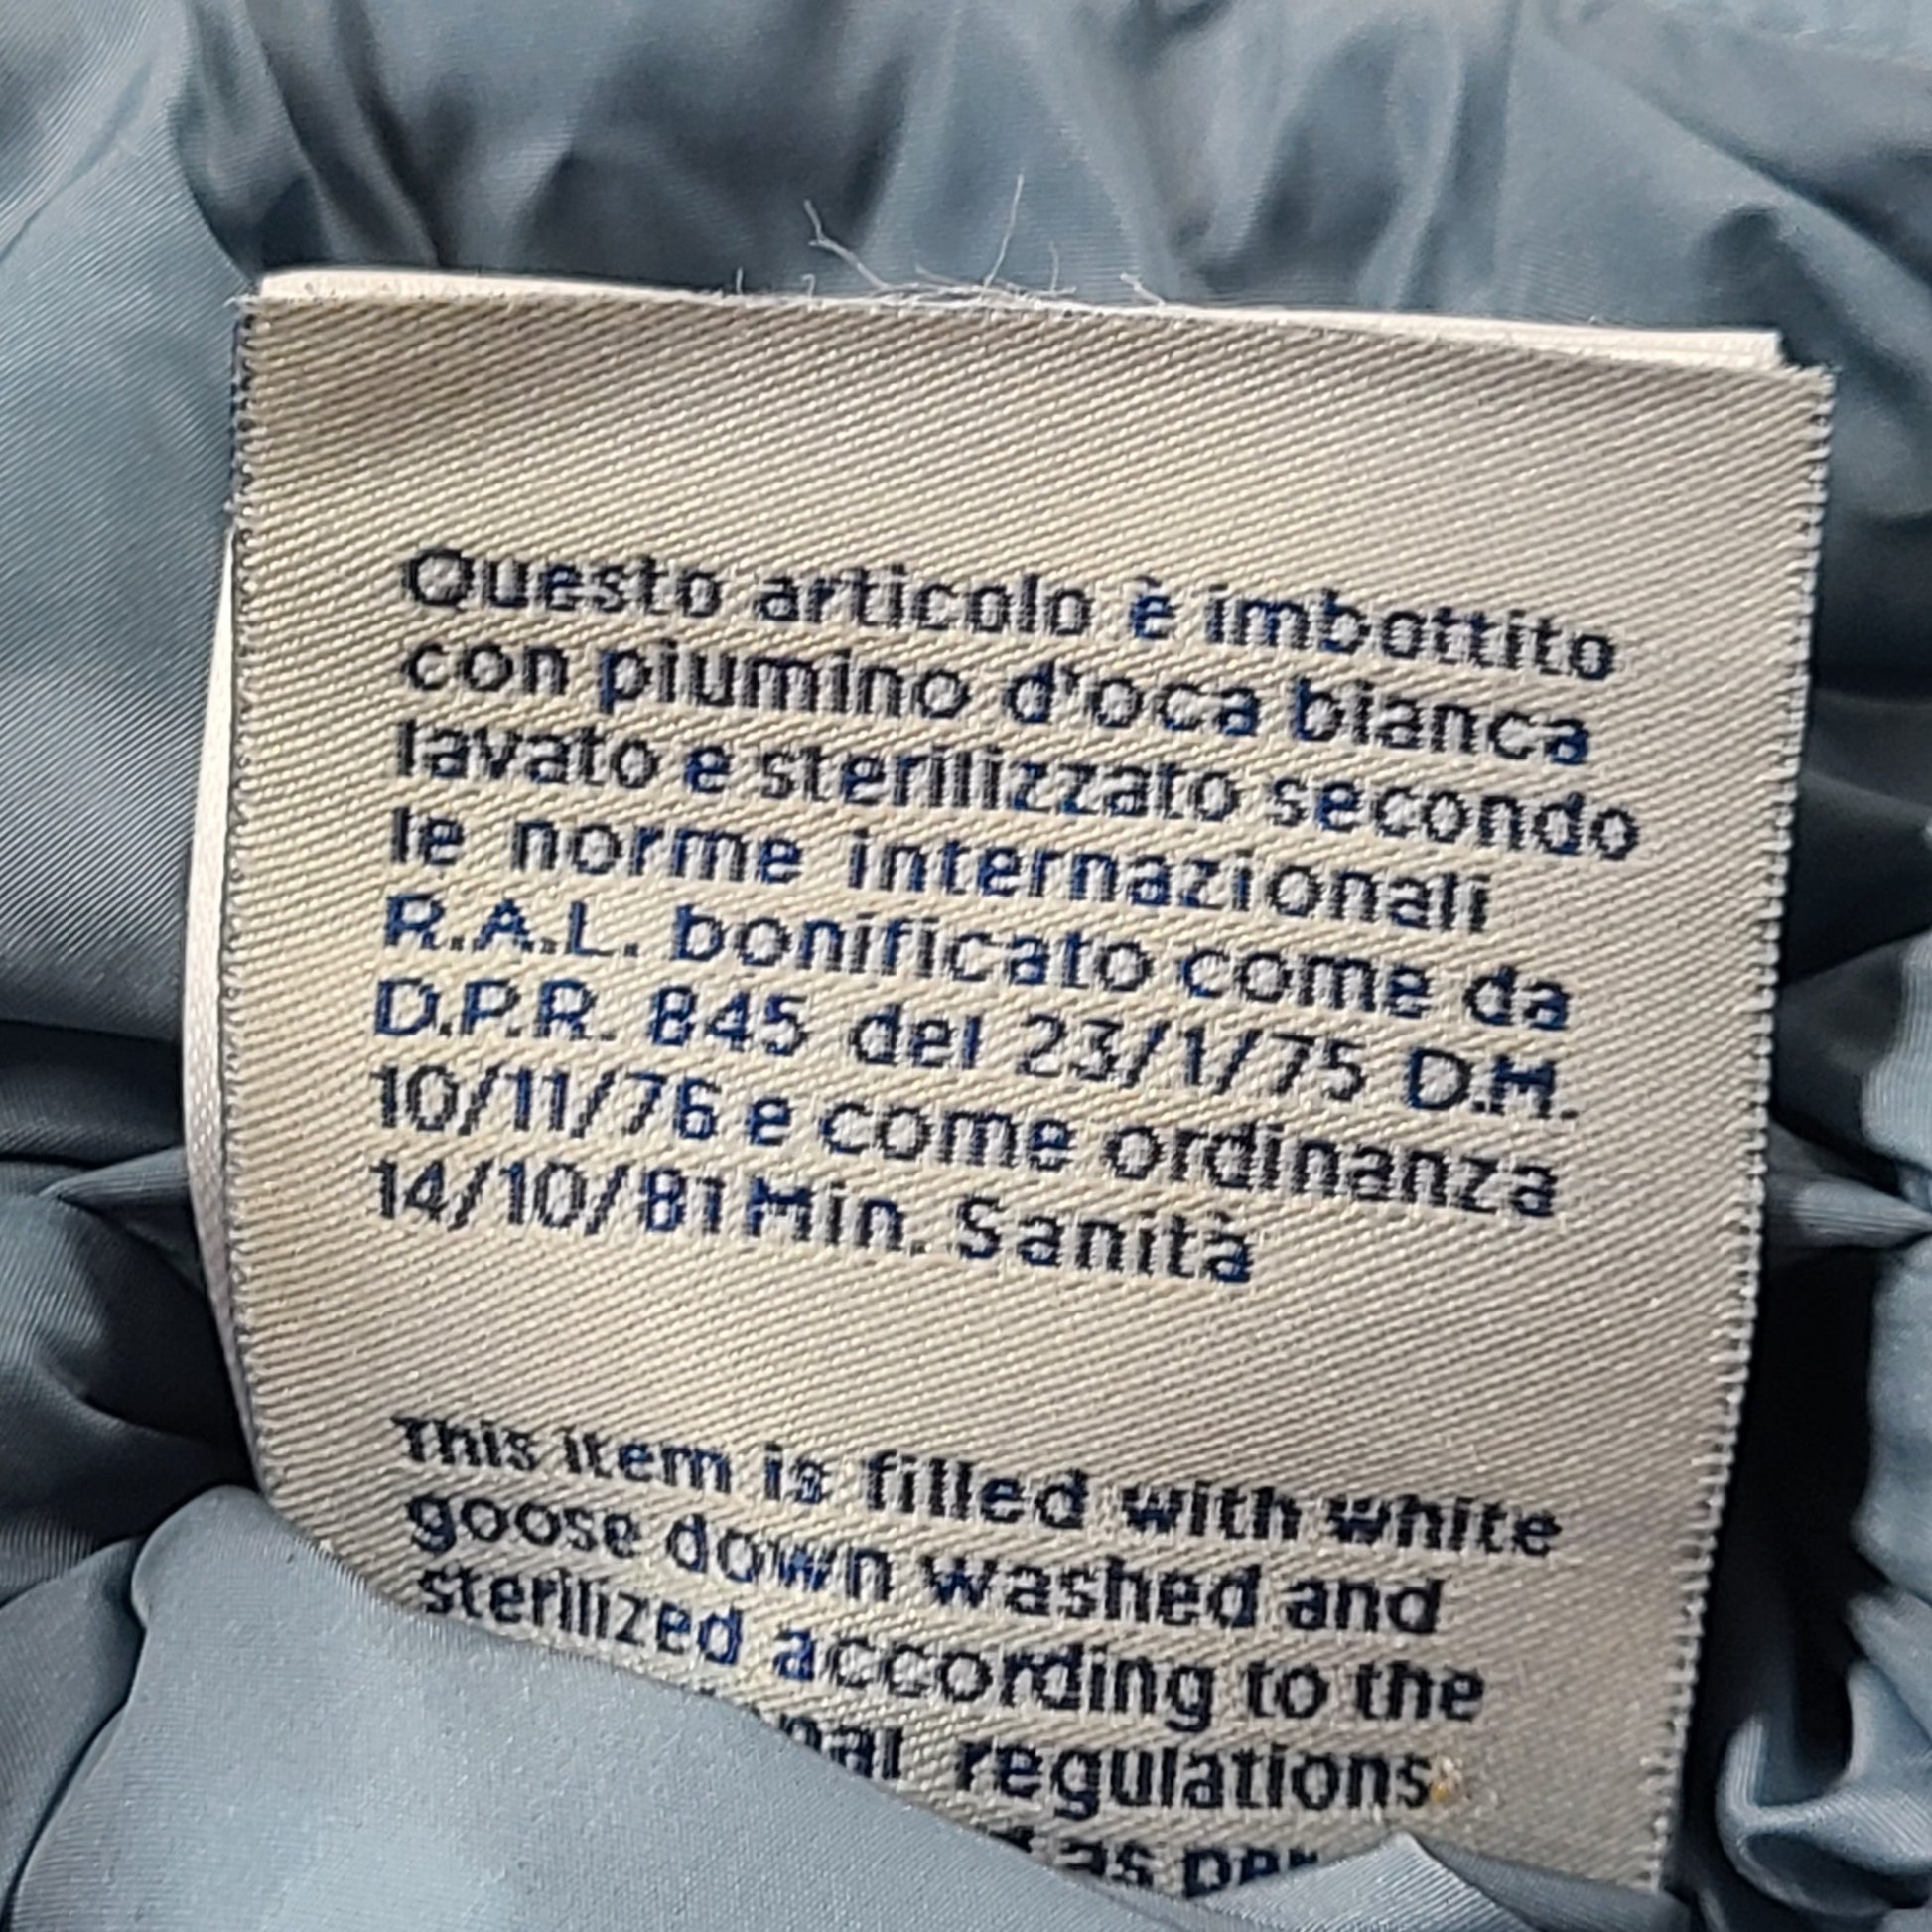 Questo articolo è imbottito
con piumino d'oca bianca
lavato e sterilizzato secondo
le norme internazionali
R.A.L. bonificato come da
D.P.R. 845 del 23/1/75 D.M.
10/11/76 e come ordinanza
14/10/81 Min. Sanità
This item is filled with white
goose down washed and
sterilized according to the
regulations
as per